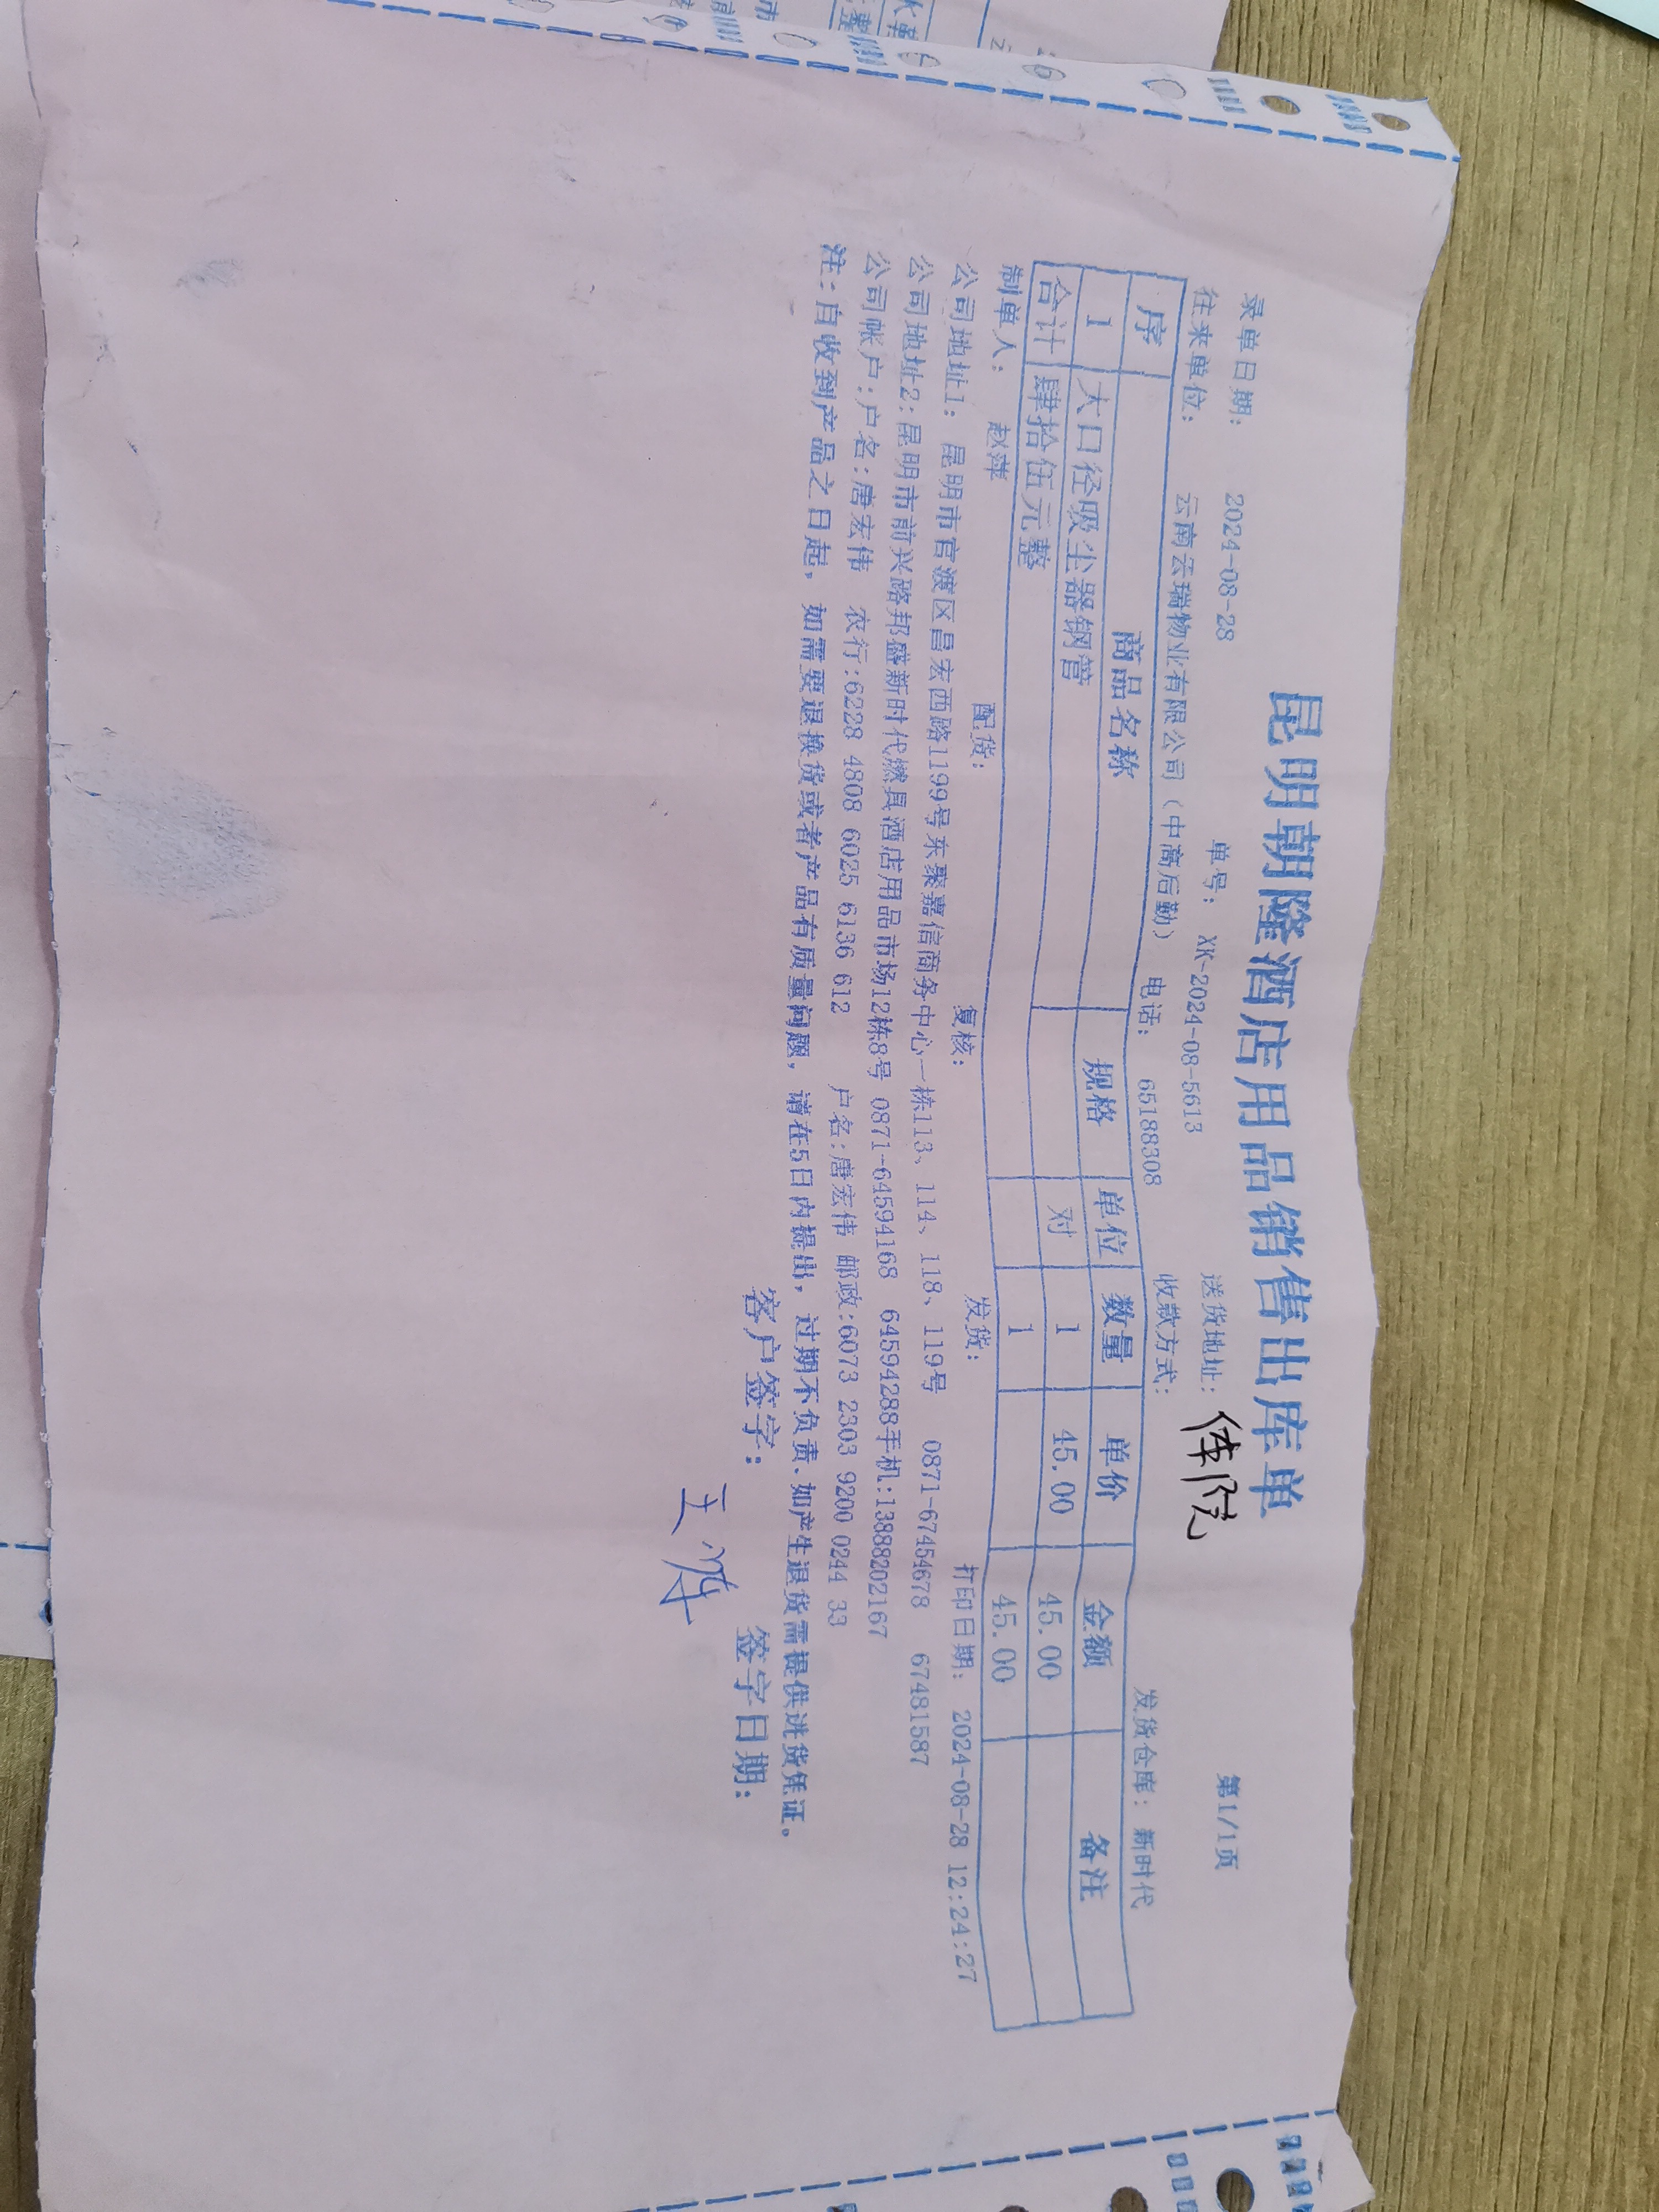 昆明朝隆酒店用品销售出库单
第1/1页
录单日期： 2024-08-28 单号： XK-2024-08-5613 送货地址： 体院
往来单位： 云南云瑞物业有限公司（中高后勤） 电话： 65188308 收款方式： 发货仓库： 新时代
序 商品名称 规格 单位 数量 单价 金额 备注
1 大口径吸尘器钢管 对 1 45.00 45.00
合计 肆拾伍元整 1 45.00
制单人： 赵萍 配货： 复核： 发货： 打印日期： 2024-08-28 12:24:27
公司地址1： 昆明市官渡区昌宏西路1199号东聚嘉信商务中心一栋113、114、118、119号 0871-67454678 67481587
公司地址2：昆明市前兴路邦盛新时代燃具酒店用品市场12栋8号 0871-64594168 64594288手机:13888202167
公司帐户：户名:唐宏伟 农行:6228 4808 6025 6136 612 户名:唐宏伟 邮政:6073 2303 9200 0244 33
注：自收到产品之日起，如需要退换货或者产品有质量问题，请在5日内提出，过期不负责.如产生退货需提供进货凭证。
客户签字： 签字日期：